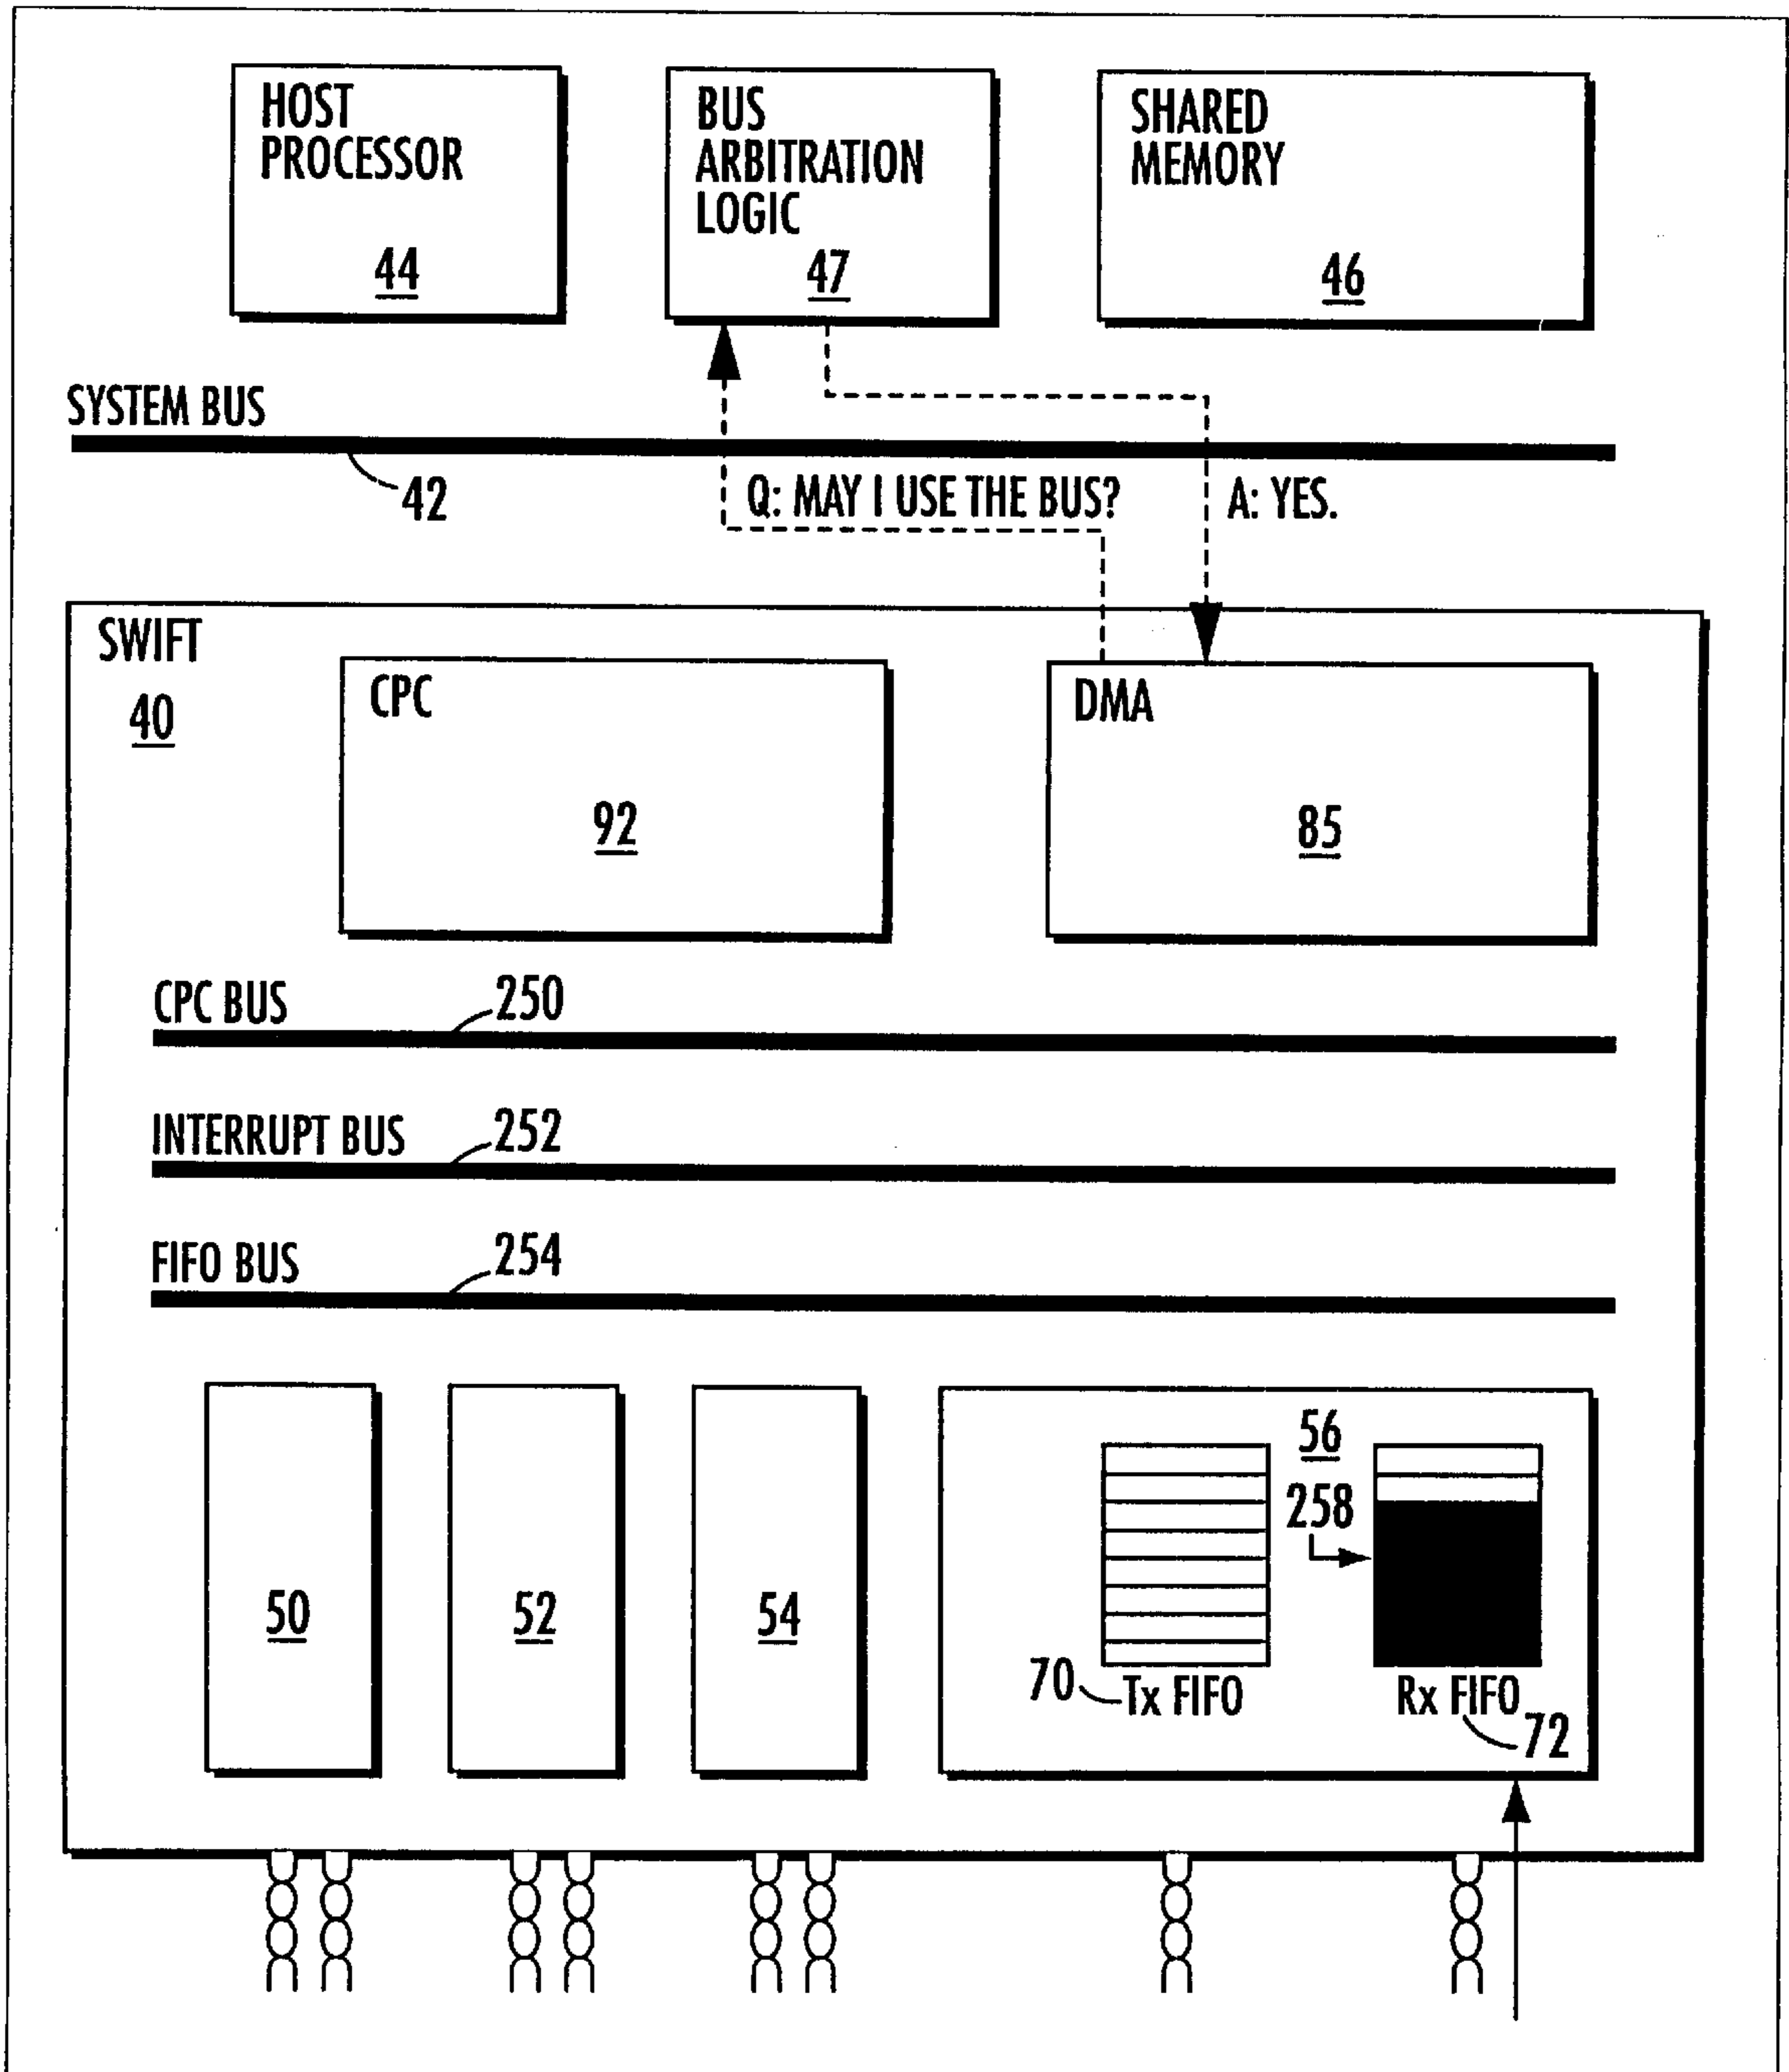 HOST
PROCESSOR
44
BUS
ARBITRATION
LOGIC
47
SHARED
MEMORY
46
SYSTEM BUS
42
Q: MAY I USE THE BUS?
A: YES.
SWIFT
40
CPC
92
DMA
85
CPC BUS
250
INTERRUPT BUS
252
FIFO BUS
254
50
52
54
56
258
70
Tx FIFO
Rx FIFO
72